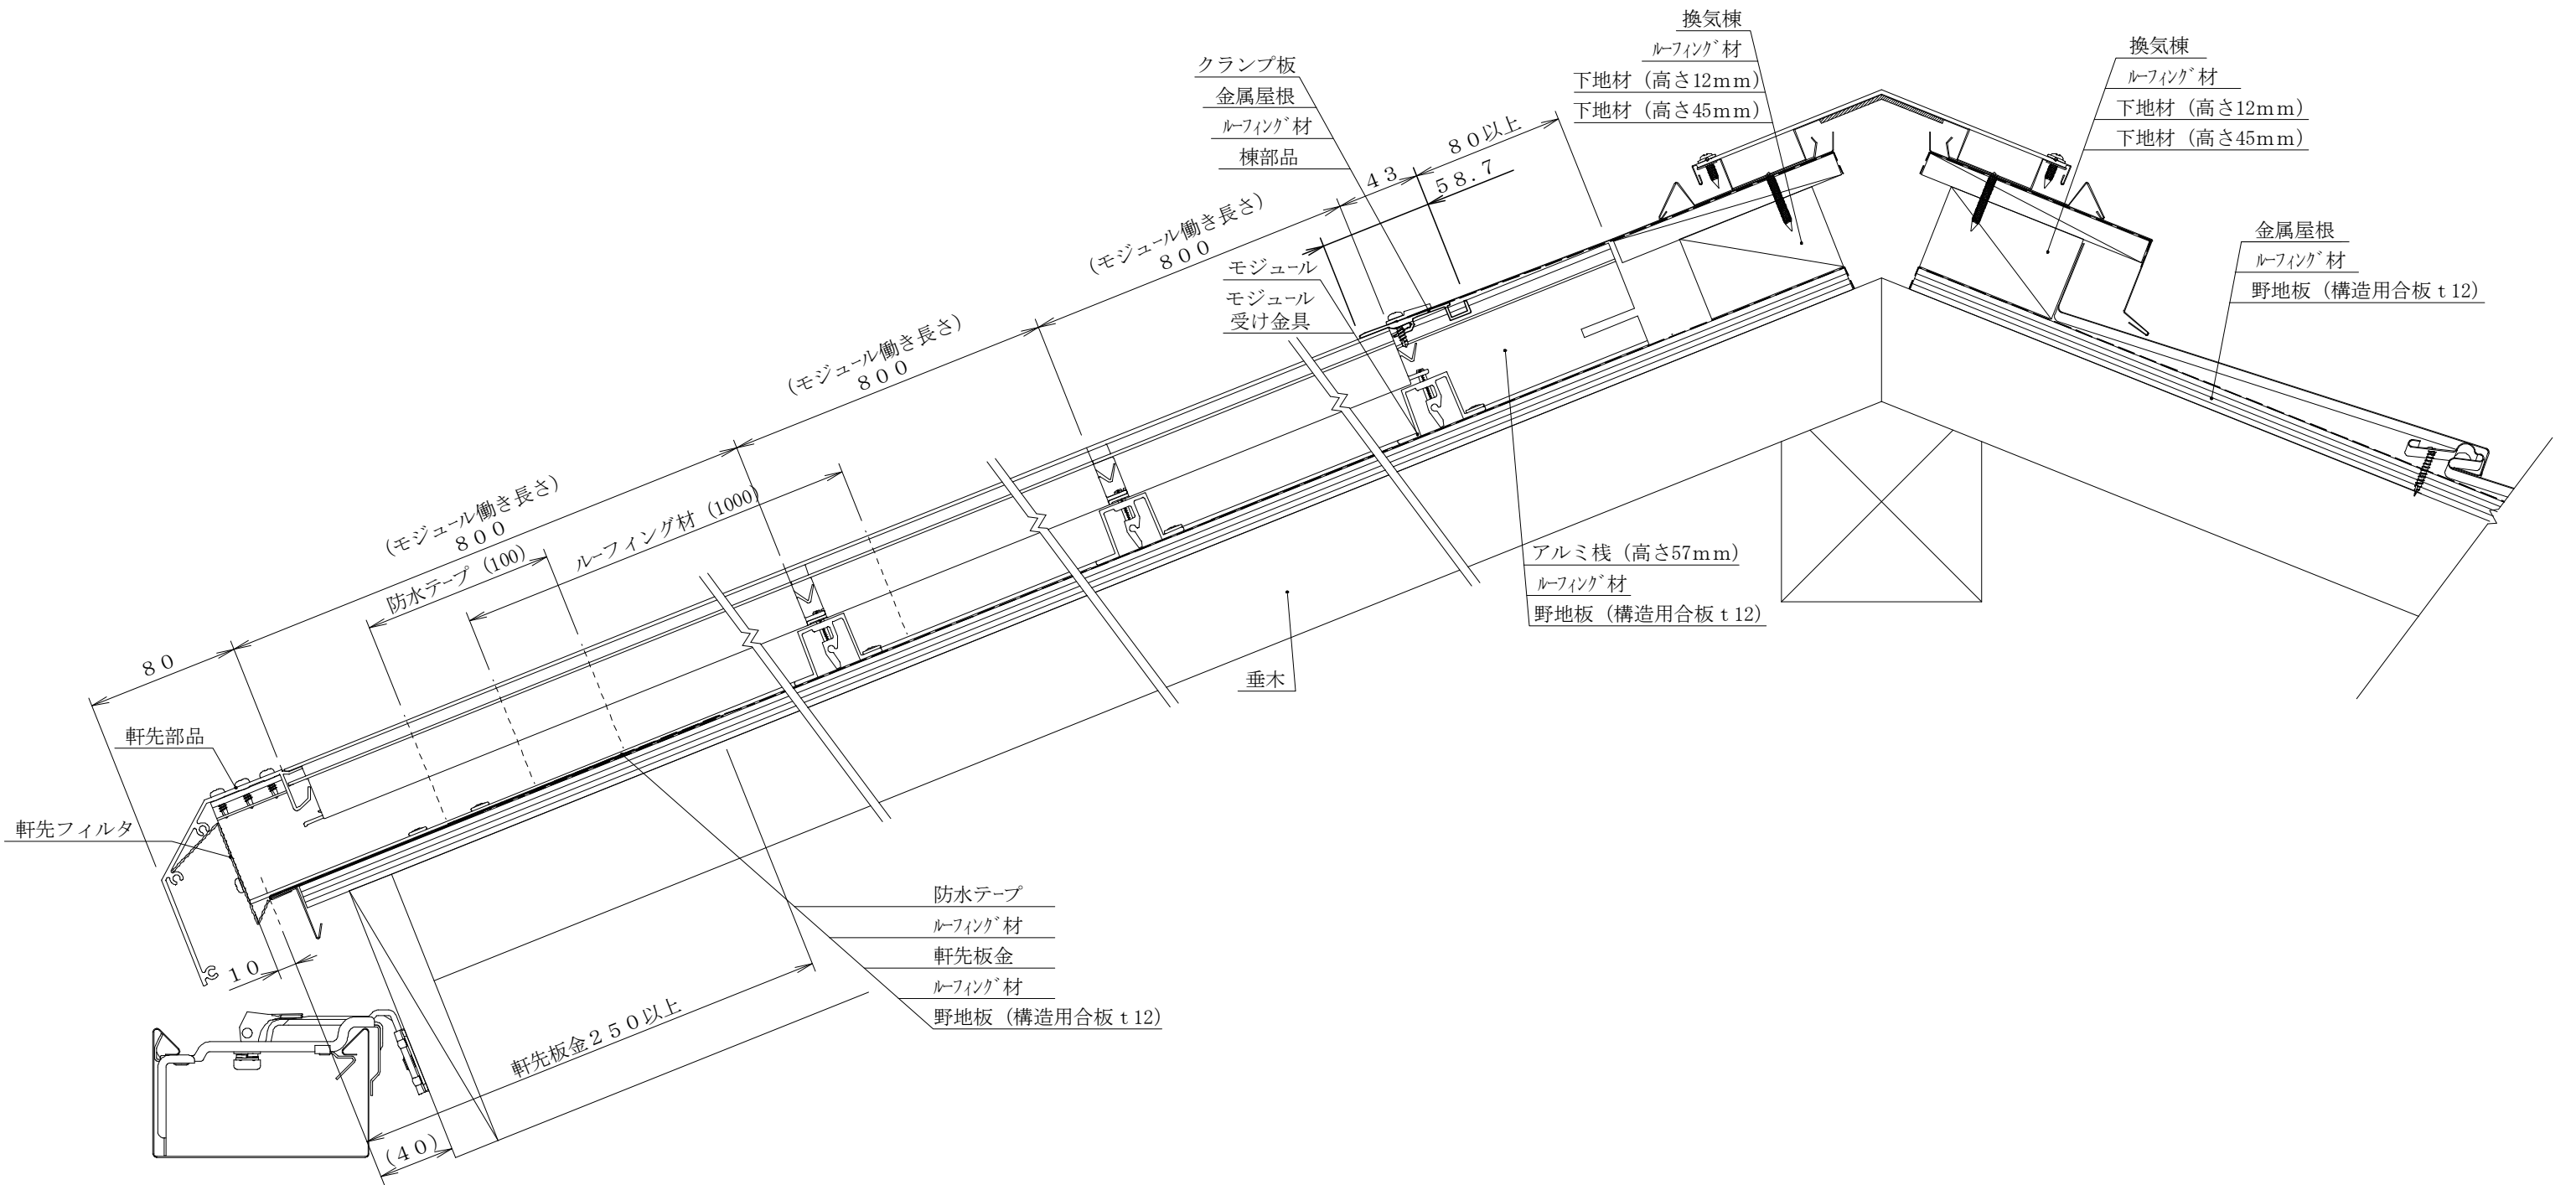 換気棟
ﾙｰﾌｨﾝｸﾞ材
下地材（高さ12mm）
下地材（高さ45mm）
換気棟
ﾙｰﾌｨﾝｸﾞ材
下地材（高さ12mm）
下地材（高さ45mm）
クランプ板
金属屋根
ﾙｰﾌｨﾝｸﾞ材
棟部品
８０以上
４３
５８.７
金属屋根
ﾙｰﾌｨﾝｸﾞ材
野地板（構造用合板ｔ12）
（モジュール働き長さ）
８００
モジュール
モジュール
受け金具
（モジュール働き長さ）
８００
（モジュール働き長さ）
８００
ルーフィング材（1000）
防水テープ（100）
８０
アルミ桟（高さ57mm）
ﾙｰﾌｨﾝｸﾞ材
野地板（構造用合板ｔ12）
垂木
軒先部品
軒先フィルタ
防水テープ
ﾙｰﾌｨﾝｸﾞ材
軒先板金
ﾙｰﾌｨﾝｸﾞ材
野地板（構造用合板ｔ12）
１０
軒先板金２５０以上
（４０）